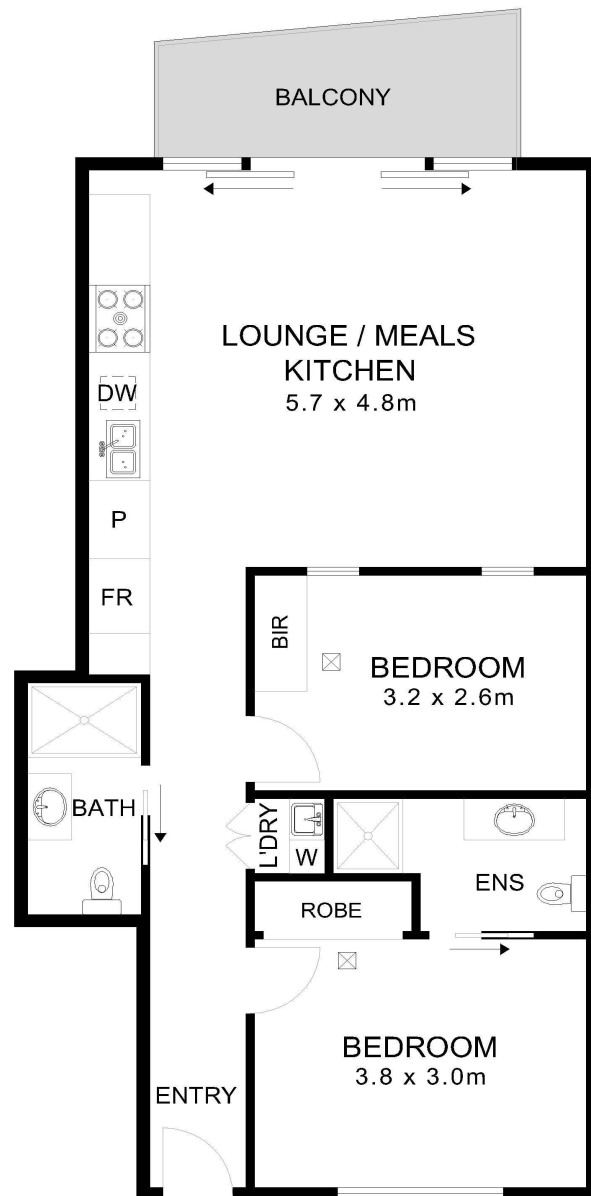 BALCONY
LOUNGE / MEALS
KITCHEN
5.7 x 4.8m
DW
P
FR
BIR
BEDROOM
3.2 x 2.6m
BATH
L'DRY
W
ENS
ROBE
BEDROOM
3.8 x 3.0m
ENTRY